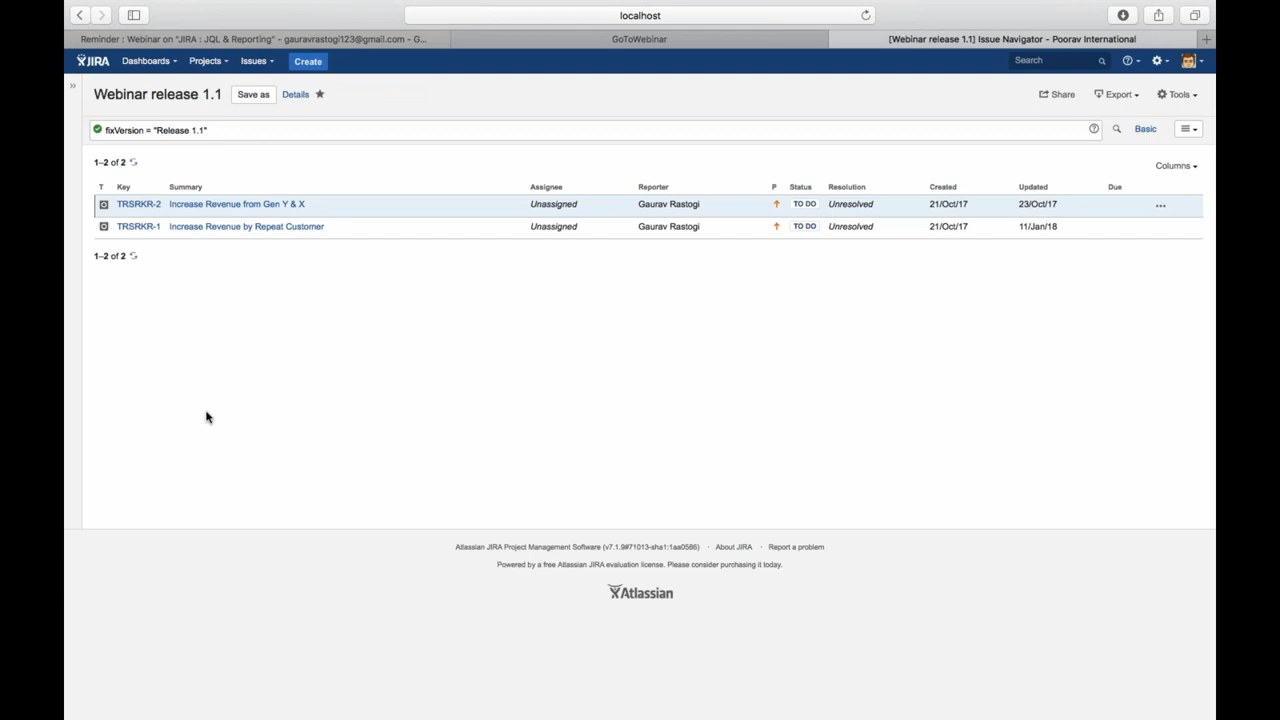 localhost
Reminder : Webinar on "JIRA : JQL & Reporting" - gauravrastogi123@gmail.com - G...
GoToWebinar
[Webinar release 1.1] Issue Navigator - Poorav International
JIRA Dashboards Projects Issues Create Search
Webinar release 1.1 Save as Details Share Export Tools
fixVersion = "Release 1.1" Basic
1–2 of 2
Columns
T Key Summary Assignee Reporter P Status Resolution Created Updated Due
TRSRKR-2 Increase Revenue from Gen Y & X Unassigned Gaurav Rastogi TO DO Unresolved 21/Oct/17 23/Oct/17
TRSRKR-1 Increase Revenue by Repeat Customer Unassigned Gaurav Rastogi TO DO Unresolved 21/Oct/17 11/Jan/18
1–2 of 2
Atlassian JIRA Project Management Software (v7.1.9#71013-sha1:1aa0586) · About JIRA · Report a problem
Powered by a free Atlassian JIRA evaluation license. Please consider purchasing it today.
Atlassian